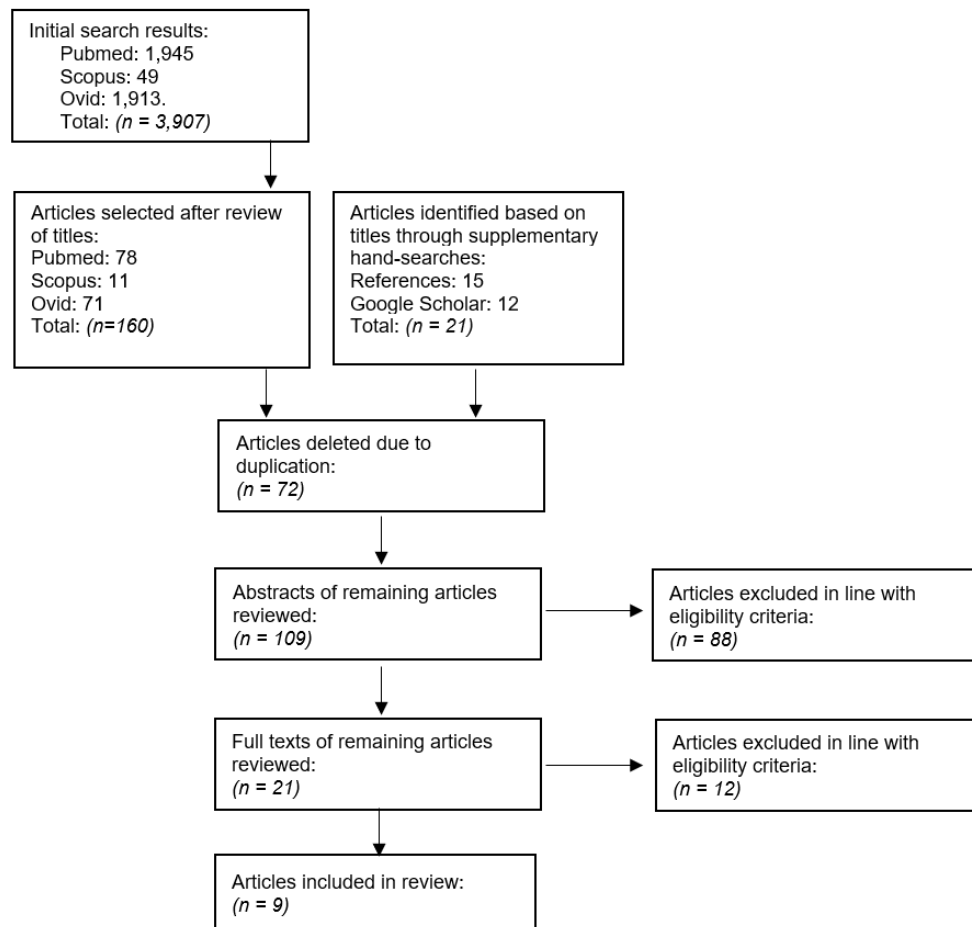 Initial search results:
Pubmed: 1,945
Scopus: 49
Ovid: 1,913.
Total: (n = 3,907)
Articles selected after review
of titles:
Pubmed: 78
Scopus: 11
Ovid: 71
Total: (n=160)
Articles identified based on
titles through supplementary
hand-searches:
References: 15
Google Scholar: 12
Total: (n = 21)
Articles deleted due to
duplication:
(n = 72)
Abstracts of remaining articles
reviewed:
(n = 109)
Articles excluded in line with
eligibility criteria:
(n = 88)
Full texts of remaining articles
reviewed:
(n = 21)
Articles excluded in line with
eligibility criteria:
(n = 12)
Articles included in review:
(n = 9)